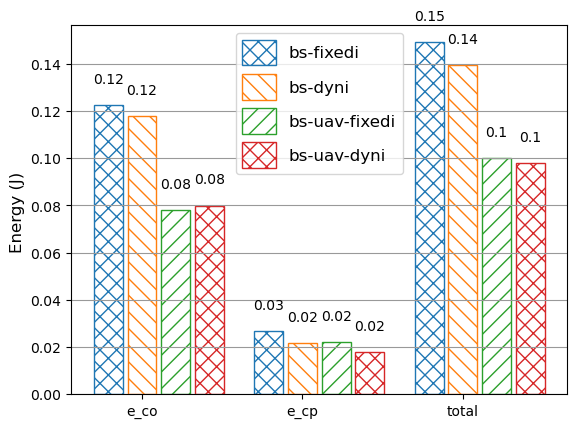 0.15
0.14
0.12
0.12
0.1
0.1
0.08
0.08
0.03
0.02
0.02
0.02
bs-fixedi
bs-dyni
bs-uav-fixedi
bs-uav-dyni
Energy (J)
0.14
0.12
0.10
0.08
0.06
0.04
0.02
0.00
e_co
e_cp
total